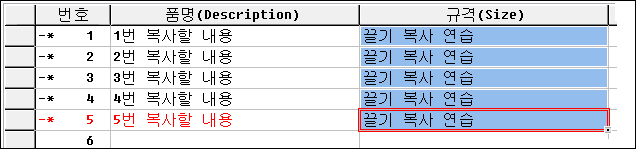 번호 품명(Description) 규격(Size)
-* 1 1번 복사할 내용 끌기 복사 연습
-* 2 2번 복사할 내용 끌기 복사 연습
-* 3 3번 복사할 내용 끌기 복사 연습
-* 4 4번 복사할 내용 끌기 복사 연습
-* 5 5번 복사할 내용 끌기 복사 연습
6